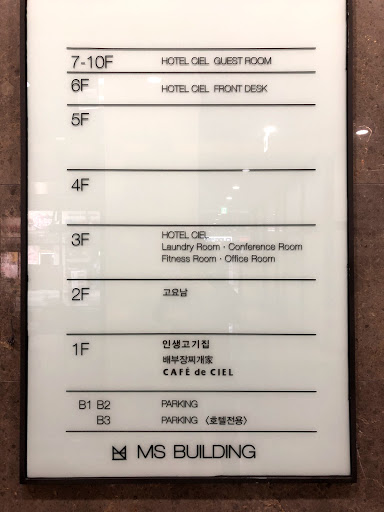 7-10F HOTEL CIEL GUEST ROOM
6F HOTEL CIEL FRONT DESK
5F
4F
3F HOTEL CIEL
Laundry Room · Conference Room
Fitness Room · Office Room
2F 고요남
1F 인생고기집
배부장찌개家
CAFÉ de CIEL
B1 B2 PARKING
B3 PARKING 〈호텔전용〉
MS BUILDING